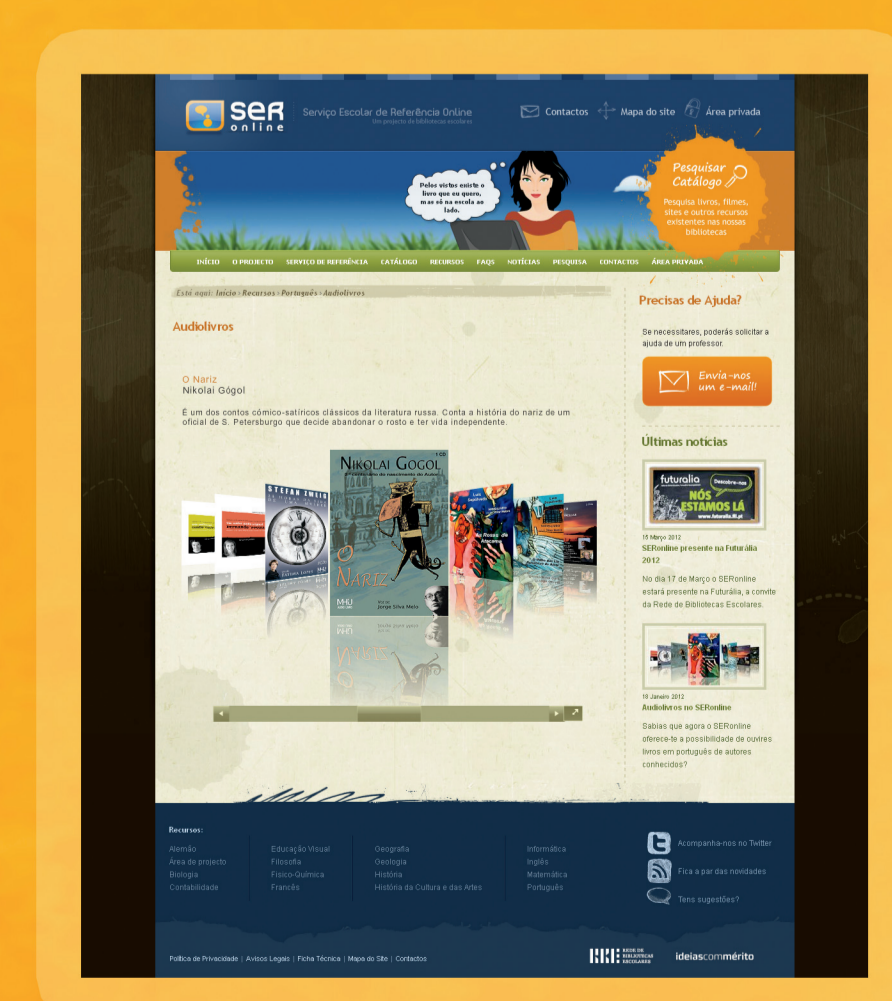 SER
online
Serviço Escolar de Referência Online
Um projecto de bibliotecas escolares
Contactos
Mapa do site
Área privada
Pelos vistos existe o
livro que eu quero,
mas só na escola ao
lado.
Pesquisar
Catálogo
Pesquisa livros, filmes,
sites e outros recursos
existentes nas nossas
bibliotecas
INÍCIO O PROJECTO SERVIÇO DE REFERÊNCIA CATÁLOGO RECURSOS FAQS NOTÍCIAS PESQUISA CONTACTOS ÁREA PRIVADA
Está aqui: Início › Recursos › Português › Audiolivros
Audiolivros
O Nariz
Nikolai Gógol
É um dos contos cómico-satíricos clássicos da literatura russa. Conta a história do nariz de um
oficial de S. Petersburgo que decide abandonar o rosto e ter vida independente.
STEFAN ZWEIG
1 CD
NIKOLAI GOGOL
O
NARIZ
MHIJ
Jorge Silva Melo
As Rosas de
Atacama
Precisas de Ajuda?
Se necessitares, poderás solicitar a
ajuda de um professor.
Envia-nos
um e-mail!
Últimas notícias
futuralia
Descobre-nos
NÓS
ESTAMOS LÁ
www.futuralia.fil.pt
15 Março 2012
SERonline presente na Futurália
2012
No dia 17 de Março o SERonline
estará presente na Futurália, a convite
da Rede de Bibliotecas Escolares.
18 Janeiro 2012
Audiolivros no SERonline
Sabias que agora o SERonline
oferece-te a possibilidade de ouvires
livros em português de autores
conhecidos?
Recursos:
Alemão
Área de projecto
Biologia
Contabilidade
Educação Visual
Filosofia
Físico-Química
Francês
Geografia
Geologia
História
História da Cultura e das Artes
Informática
Inglês
Matemática
Português
Acompanha-nos no Twitter
Fica a par das novidades
Tens sugestões?
Política de Privacidade | Avisos Legais | Ficha Técnica | Mapa do Site | Contactos
REDE DE
BIBLIOTECAS
ESCOLARES
ideiascommérito